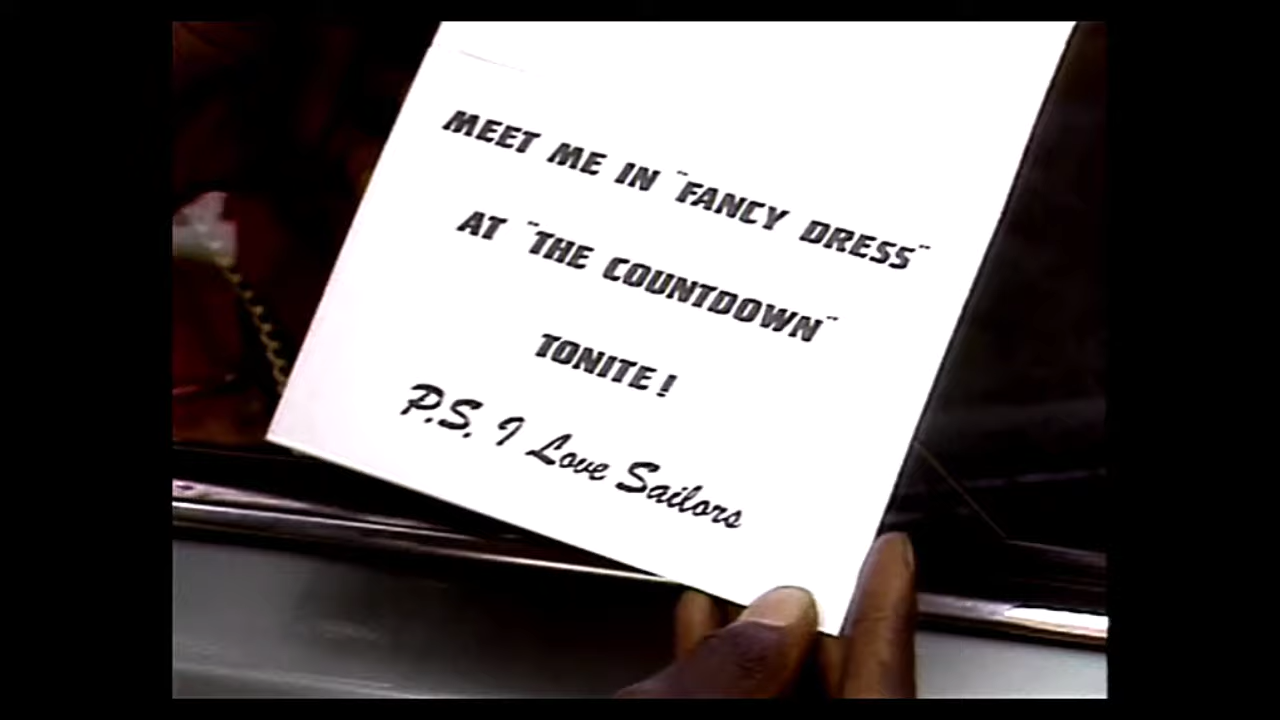 MEET ME IN "FANCY DRESS"
AT "THE COUNTDOWN"
TONITE!
P.S. I Love Sailors